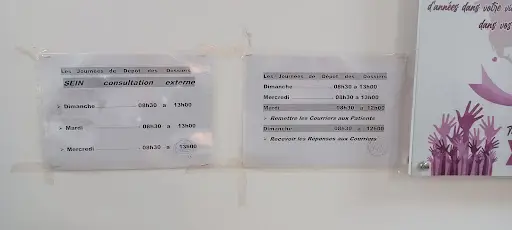 Les Journées de Dépôt des Dossiers
SEIN consultation externe
➢ Dimanche .................. 08h30 a 13h00
➢ Mardi .................. 08h30 a 13h00
➢ Mercredi .................. 08h30 a 13h00
Les Journées de Dépôt des Dossiers
Dimanche .................. 08h30 a 13h00
Mercredi .................. 08h30 a 13h00
Mardi 08h30 a 12h00
➢ Remettre les Courriers aux Patients
Dimanche .................. 08h30 a 12h00
➢ Recevoir les Réponses aux Courriers
d'années dans votre
dans vos